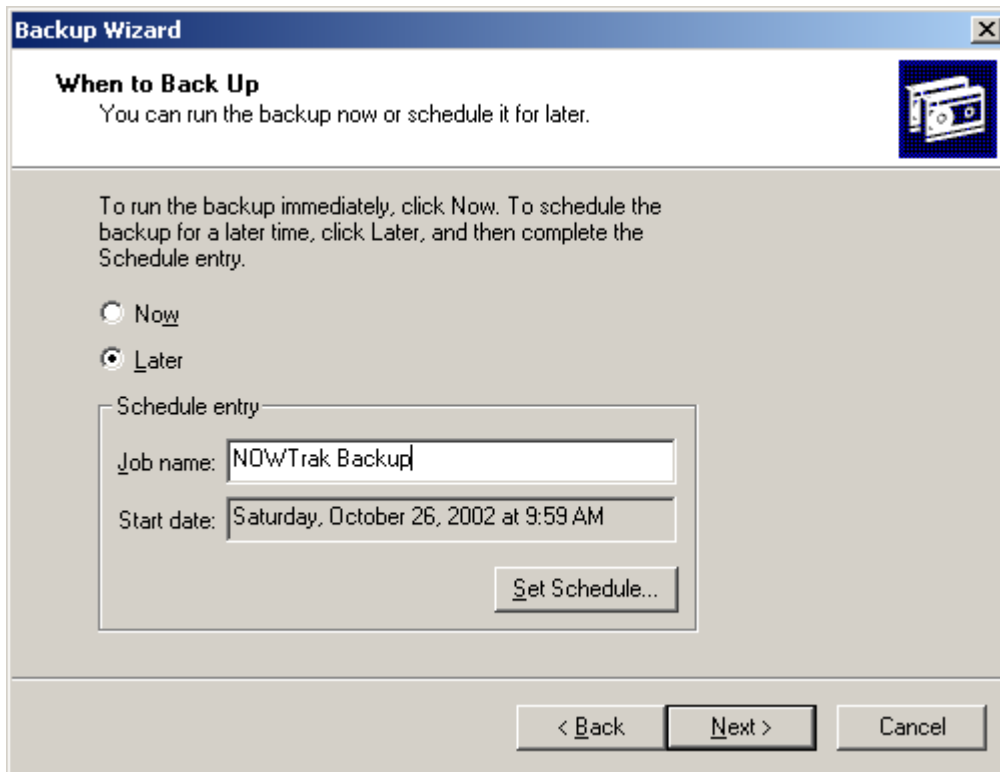 Backup Wizard
When to Back Up
You can run the backup now or schedule it for later.
To run the backup immediately, click Now. To schedule the
backup for a later time, click Later, and then complete the
Schedule entry.
Now
Later
Schedule entry
Job name: NOWTrak Backup
Start date: Saturday, October 26, 2002 at 9:59 AM
Set Schedule...
< Back Next > Cancel